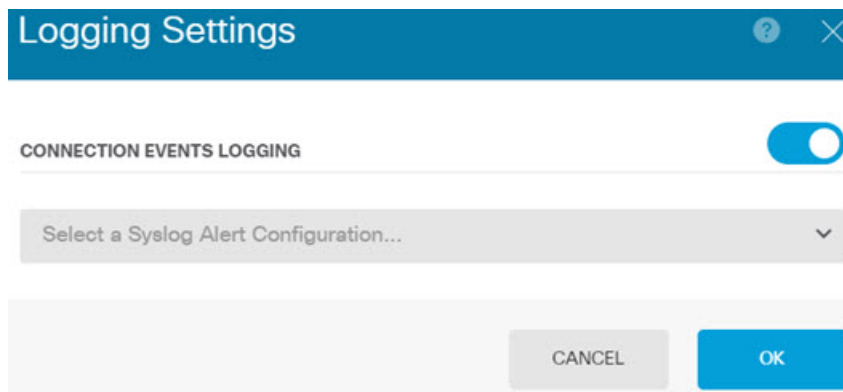 Logging Settings
?
CONNECTION EVENTS LOGGING
Select a Syslog Alert Configuration...
CANCEL OK